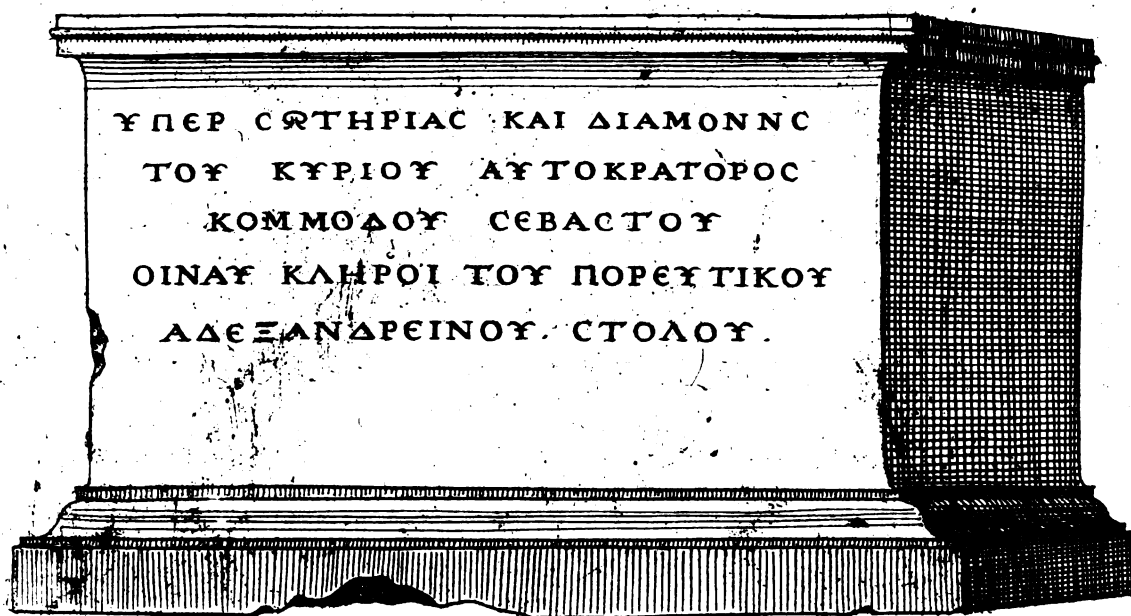 ΥΠΕΡ ϹΩΤΗΡΙΑϹ ΚΑΙ ΔΙΑΜΟΝΝϹ
ΤΟΥ ΚΥΡΙΟΥ ΑΥΤΟΚΡΑΤΟΡΟϹ
ΚΟΜΜΟΔΟΥ ϹΕΒΑϹΤΟΥ
ΟΙΝΑΥ ΚΛΗΡΟΙ ΤΟΥ ΠΟΡΕΥΤΙΚΟΥ
ΑΔΕΞΑΝΔΡΕΙΝΟΥ. ϹΤΟΛΟΥ.